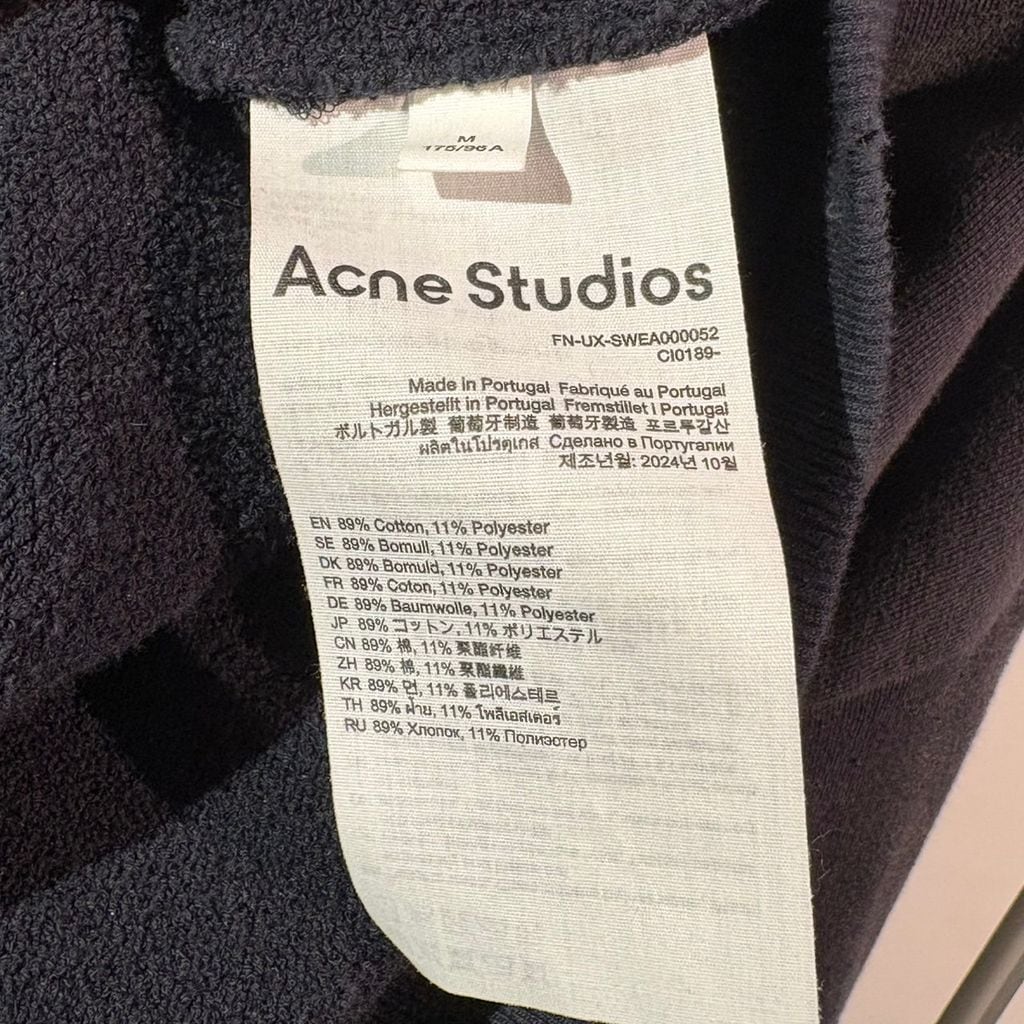 M
175/96A
Acne Studios
FN-UX-SWEA000052
CI0189-
Made in Portugal Fabriqué au Portugal
Hergestellt in Portugal Fremstillet i Portugal
ポルトガル製 葡萄牙制造 葡萄牙製造 포르투갈산
ผลิตในโปรตุเกส Сделано в Португалии
제조년월: 2024년 10월
EN 89% Cotton, 11% Polyester
SE 89% Bomull, 11% Polyester
DK 89% Bomuld, 11% Polyester
FR 89% Coton, 11% Polyester
DE 89% Baumwolle, 11% Polyester
JP 89% コットン, 11% ポリエステル
CN 89% 棉, 11% 聚酯纤维
ZH 89% 棉, 11% 聚酯纖維
KR 89% 면, 11% 폴리에스테르
TH 89% ฝ้าย, 11% โพลีเอสเตอร์
RU 89% Хлопок, 11% Полиэстер